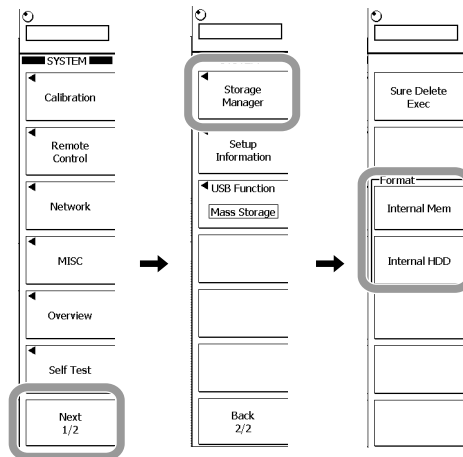 SYSTEM
Calibration
Remote
Control
Network
MISC
Overview
Self Test
Next
1/2
Storage
Manager
Setup
Information
USB Function
Mass Storage
Back
2/2
Sure Delete
Exec
Format
Internal Mem
Internal HDD